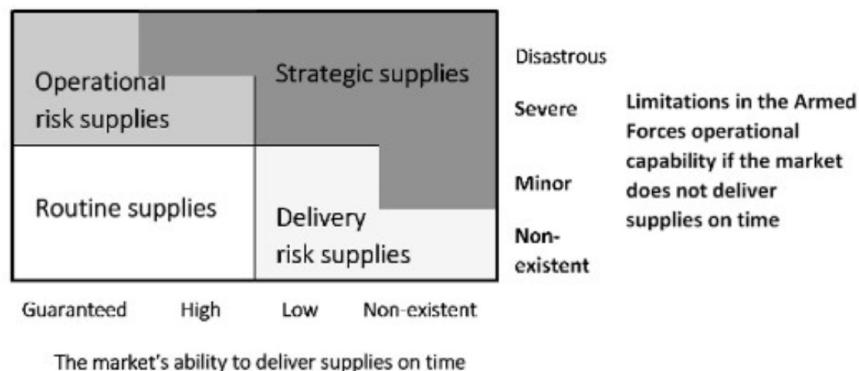 Operational
risk supplies
Strategic supplies
Routine supplies
Delivery
risk supplies
Disastrous
Severe
Minor
Non-
existent
Limitations in the Armed
Forces operational
capability if the market
does not deliver
supplies on time
Guaranteed High Low Non-existent
The market's ability to deliver supplies on time